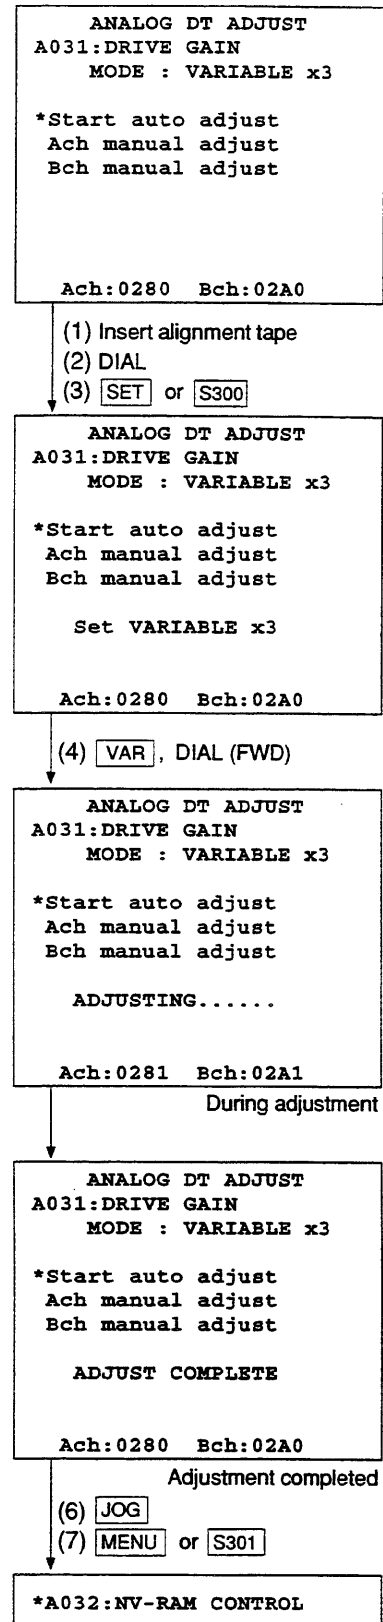 ANALOG DT ADJUST
A031:DRIVE GAIN
MODE : VARIABLE x3
*Start auto adjust
Ach manual adjust
Bch manual adjust
Ach:0280 Bch:02A0
(1) Insert alignment tape
(2) DIAL
(3) SET or S300
ANALOG DT ADJUST
A031:DRIVE GAIN
MODE : VARIABLE x3
*Start auto adjust
Ach manual adjust
Bch manual adjust
Set VARIABLE x3
Ach:0280 Bch:02A0
(4) VAR , DIAL (FWD)
ANALOG DT ADJUST
A031:DRIVE GAIN
MODE : VARIABLE x3
*Start auto adjust
Ach manual adjust
Bch manual adjust
ADJUSTING......
Ach:0281 Bch:02A1
During adjustment
ANALOG DT ADJUST
A031:DRIVE GAIN
MODE : VARIABLE x3
*Start auto adjust
Ach manual adjust
Bch manual adjust
ADJUST COMPLETE
Ach:0280 Bch:02A0
Adjustment completed
(6) JOG
(7) MENU or S301
*A032:NV-RAM CONTROL